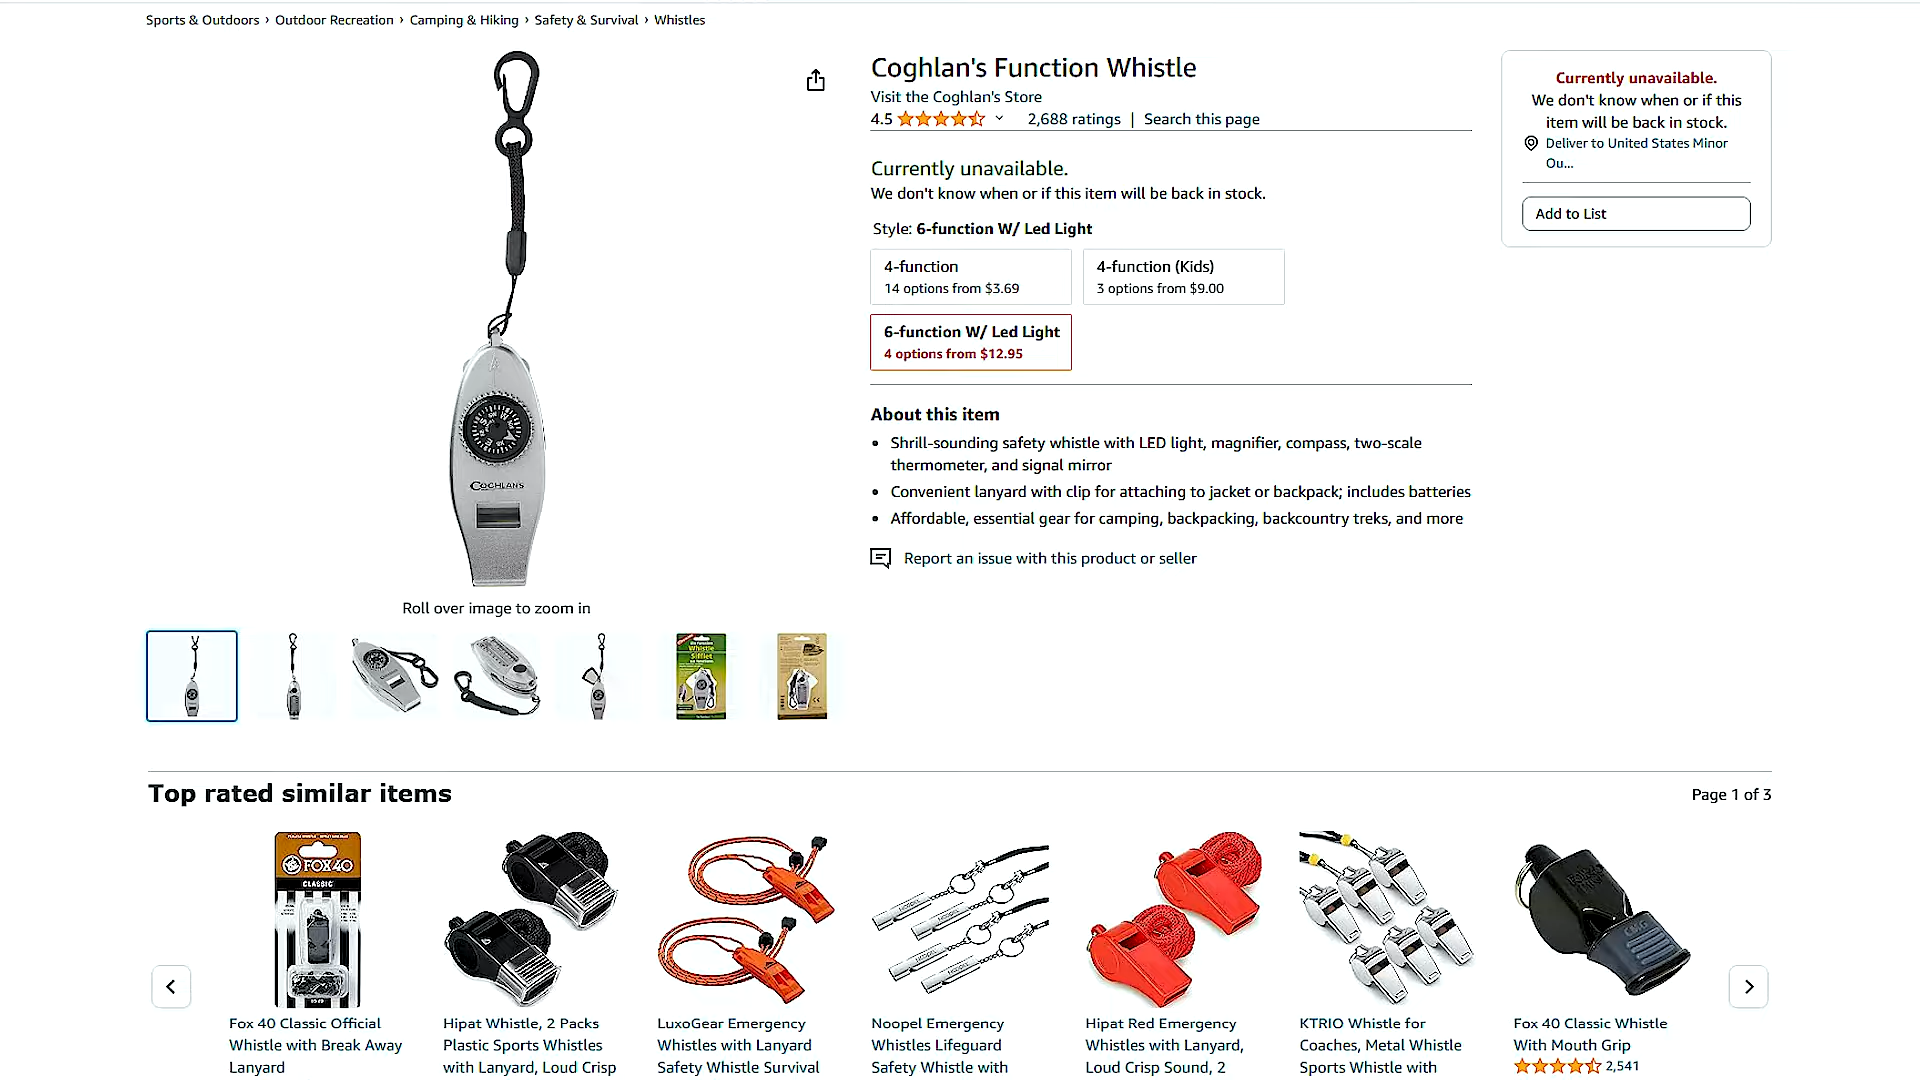 Sports & Outdoors › Outdoor Recreation › Camping & Hiking › Safety & Survival › Whistles
Coghlan's Function Whistle
Visit the Coghlan's Store
4.5 2,688 ratings | Search this page
Currently unavailable.
We don't know when or if this item will be back in stock.
Style: 6-function W/ Led Light
4-function
14 options from $3.69
4-function (Kids)
3 options from $9.00
6-function W/ Led Light
4 options from $12.95
About this item
• Shrill-sounding safety whistle with LED light, magnifier, compass, two-scale
thermometer, and signal mirror
• Convenient lanyard with clip for attaching to jacket or backpack; includes batteries
• Affordable, essential gear for camping, backpacking, backcountry treks, and more
Report an issue with this product or seller
Currently unavailable.
We don't know when or if this
item will be back in stock.
Deliver to United States Minor
Ou...
Add to List
COGHLAN'S
Roll over image to zoom in
Whistle
Sifflet
Top rated similar items
Page 1 of 3
FOX40
CLASSIC
Fox 40 Classic Official
Whistle with Break Away
Lanyard
Hipat Whistle, 2 Packs
Plastic Sports Whistles
with Lanyard, Loud Crisp
LuxoGear Emergency
Whistles with Lanyard
Safety Whistle Survival
Noopel Emergency
Whistles Lifeguard
Safety Whistle with
Hipat Red Emergency
Whistles with Lanyard,
Loud Crisp Sound, 2
KTRIO Whistle for
Coaches, Metal Whistle
Sports Whistle with
Fox 40 Classic Whistle
With Mouth Grip
2,541